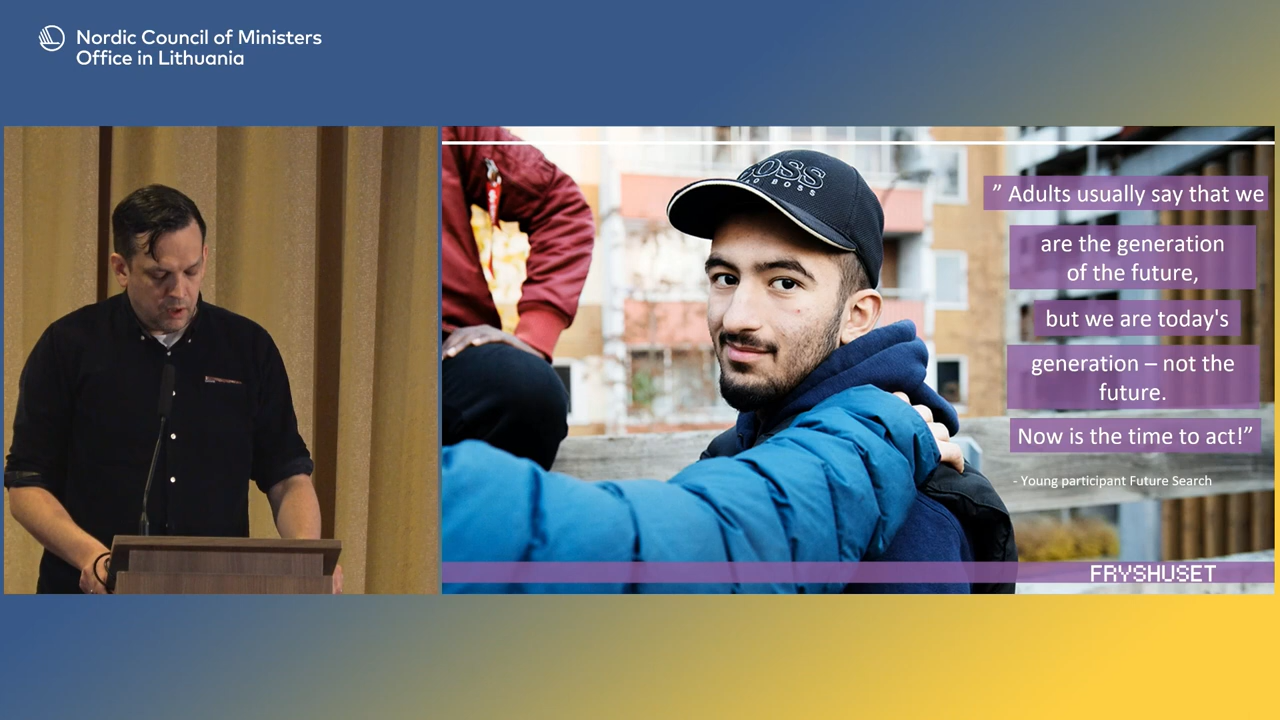 Nordic Council of Ministers
Office in Lithuania
BOSS
HUGO BOSS
” Adults usually say that we
are the generation
of the future,
but we are today's
generation – not the
future.
Now is the time to act!”
- Young participant Future Search
FRYSHUSET